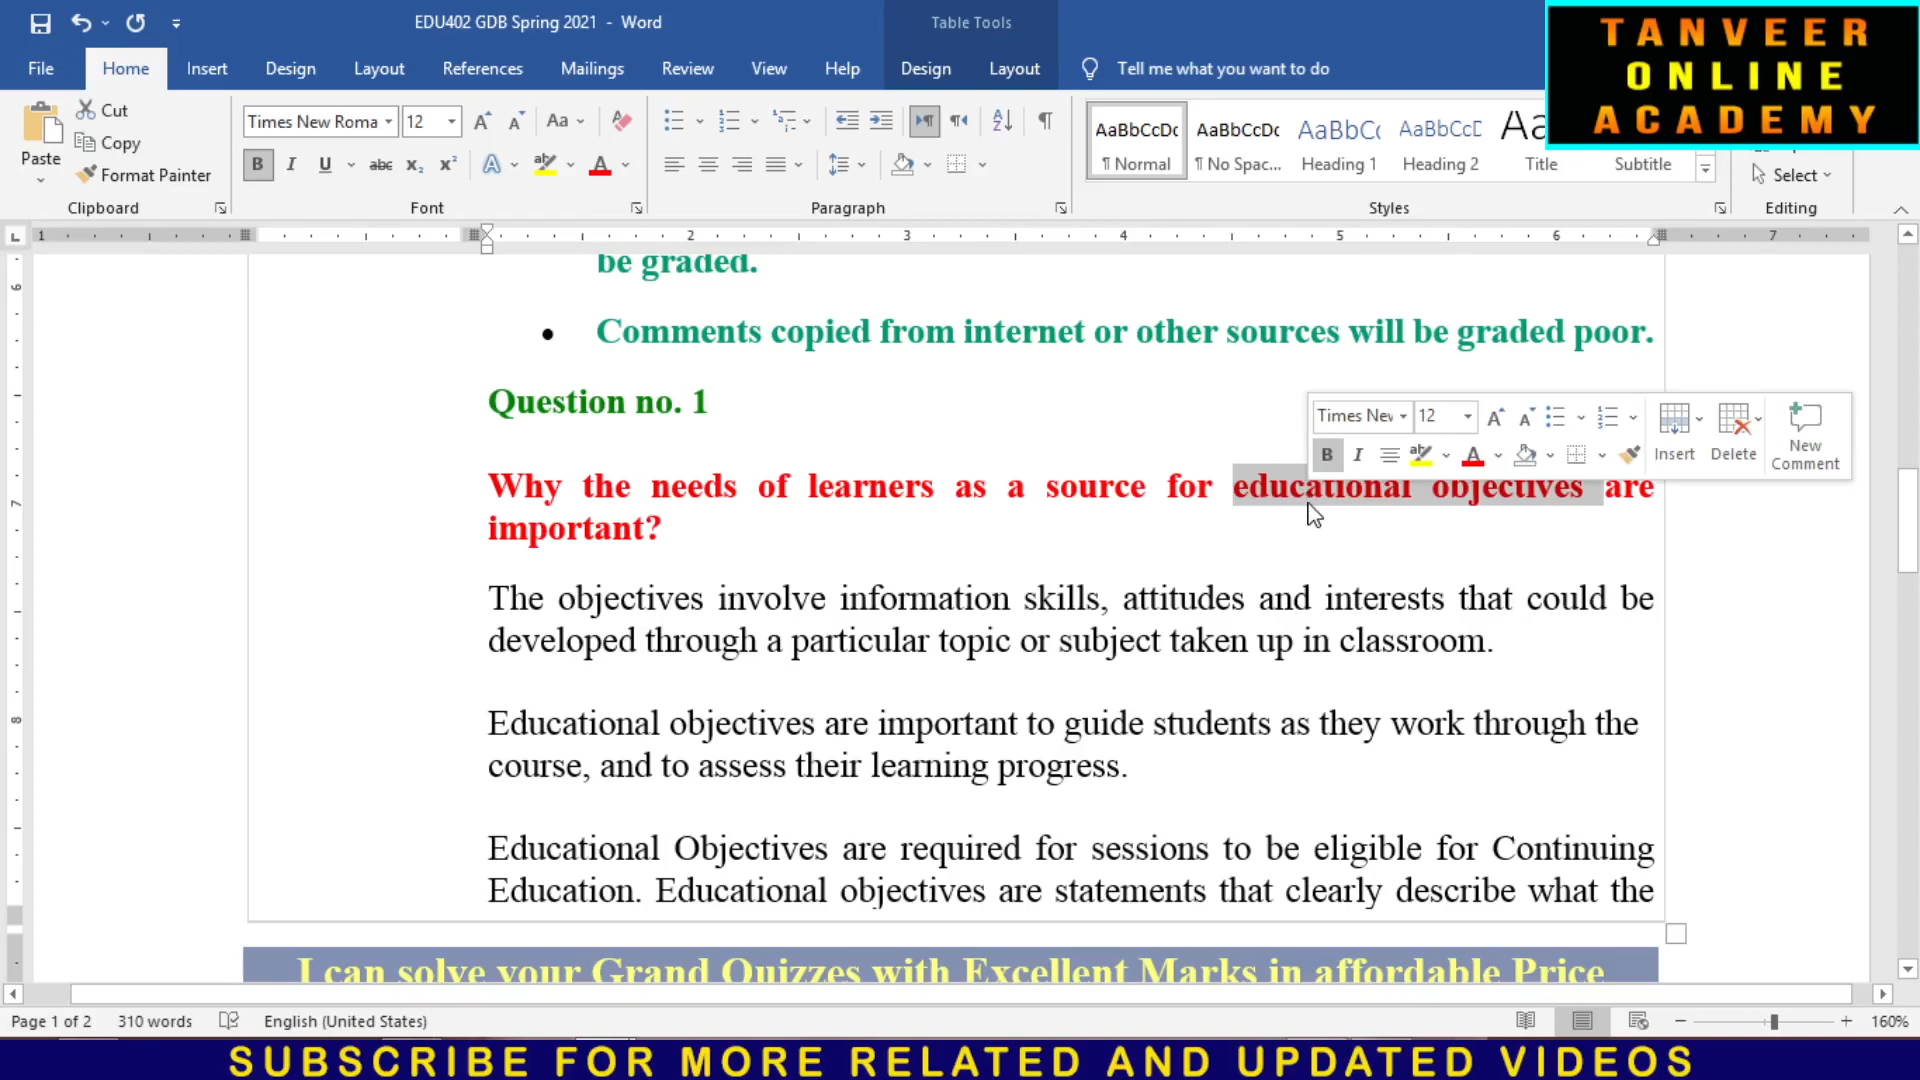 EDU402 GDB Spring 2021 - Word
Table Tools
TANVEER
ONLINE
ACADEMY
File Home Insert Design Layout References Mailings Review View Help Design Layout Tell me what you want to do
Paste
Cut
Copy
Format Painter
Clipboard
Times New Roma 12
Font
Paragraph
AaBbCcDc AaBbCcDc AaBbC AaBbCcD
¶ Normal ¶ No Spac... Heading 1 Heading 2 Title Subtitle
Styles
Select
Editing
1 2 3 4 5 6 7
be graded.
• Comments copied from internet or other sources will be graded poor.
Question no. 1
Times New 12
Insert Delete New Comment
Why the needs of learners as a source for educational objectives are
important?
The objectives involve information skills, attitudes and interests that could be
developed through a particular topic or subject taken up in classroom.
Educational objectives are important to guide students as they work through the
course, and to assess their learning progress.
Educational Objectives are required for sessions to be eligible for Continuing
Education. Educational objectives are statements that clearly describe what the
I can solve your Grand Quizzes with Excellent Marks in affordable Price
Page 1 of 2 310 words English (United States) 160%
SUBSCRIBE FOR MORE RELATED AND UPDATED VIDEOS